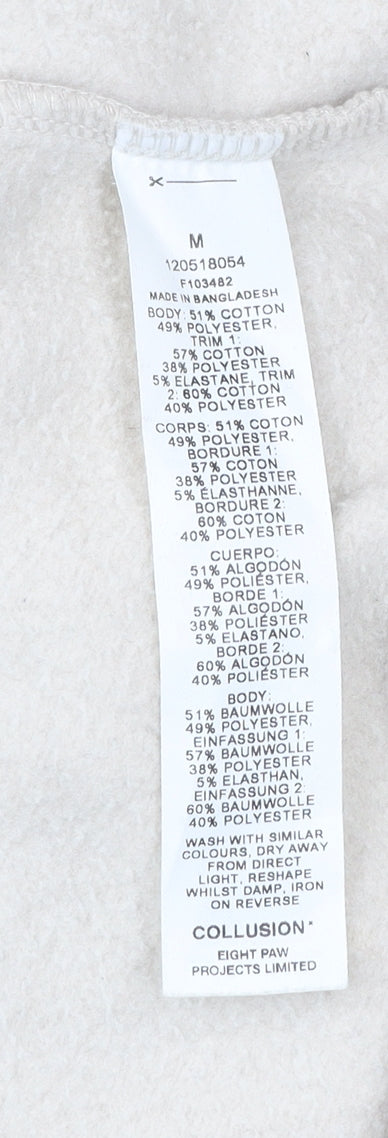 M
120518054
F103482
MADE IN BANGLADESH
BODY: 51% COTTON
49% POLYESTER,
TRIM 1:
57% COTTON
38% POLYESTER
5% ELASTANE, TRIM
2: 60% COTTON
40% POLYESTER
CORPS: 51% COTON
49% POLYESTER,
BORDURE 1:
57% COTON
38% POLYESTER
5% ÉLASTHANNE,
BORDURE 2:
60% COTON
40% POLYESTER
CUERPO:
51% ALGODÓN
49% POLIÉSTER,
BORDE 1:
57% ALGODÓN
38% POLIÉSTER
5% ELASTANO,
BORDE 2:
60% ALGODÓN
40% POLIÉSTER
BODY:
51% BAUMWOLLE
49% POLYESTER,
EINFASSUNG 1:
57% BAUMWOLLE
38% POLYESTER
5% ELASTHAN,
EINFASSUNG 2:
60% BAUMWOLLE
40% POLYESTER
WASH WITH SIMILAR
COLOURS, DRY AWAY
FROM DIRECT
LIGHT, RESHAPE
WHILST DAMP, IRON
ON REVERSE
COLLUSION*
EIGHT PAW
PROJECTS LIMITED